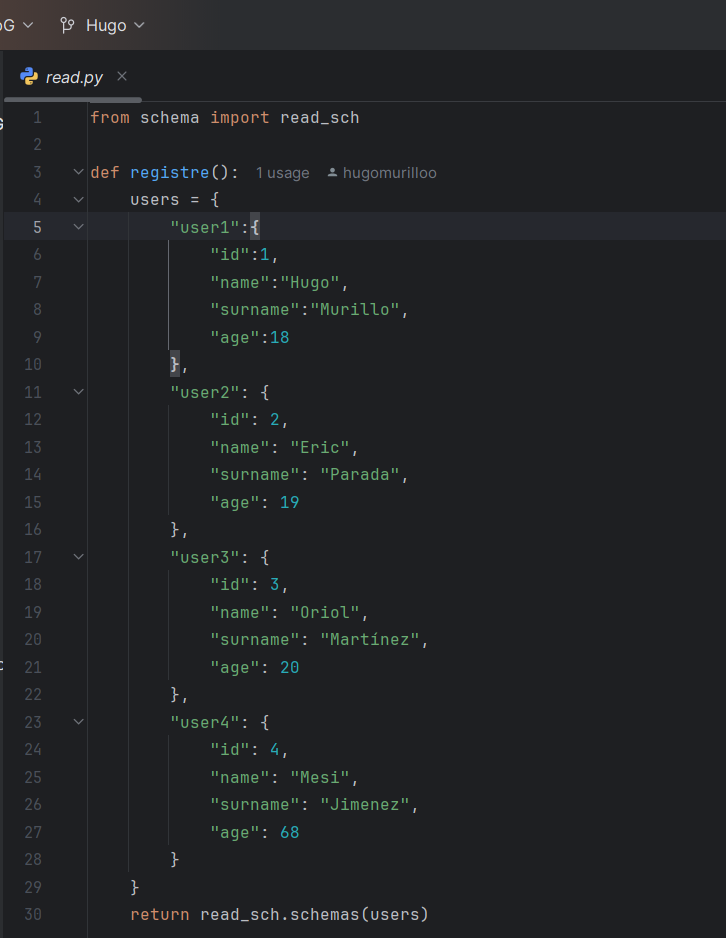 Hugo
read.py
1 from schema import read_sch
2
3 def registre(): 1 usage hugomurilloo
4 users = {
5 "user1":{
6 "id":1,
7 "name":"Hugo",
8 "surname":"Murillo",
9 "age":18
10 },
11 "user2": {
12 "id": 2,
13 "name": "Eric",
14 "surname": "Parada",
15 "age": 19
16 },
17 "user3": {
18 "id": 3,
19 "name": "Oriol",
20 "surname": "Martínez",
21 "age": 20
22 },
23 "user4": {
24 "id": 4,
25 "name": "Mesi",
26 "surname": "Jimenez",
27 "age": 68
28 }
29 }
30 return read_sch.schemas(users)